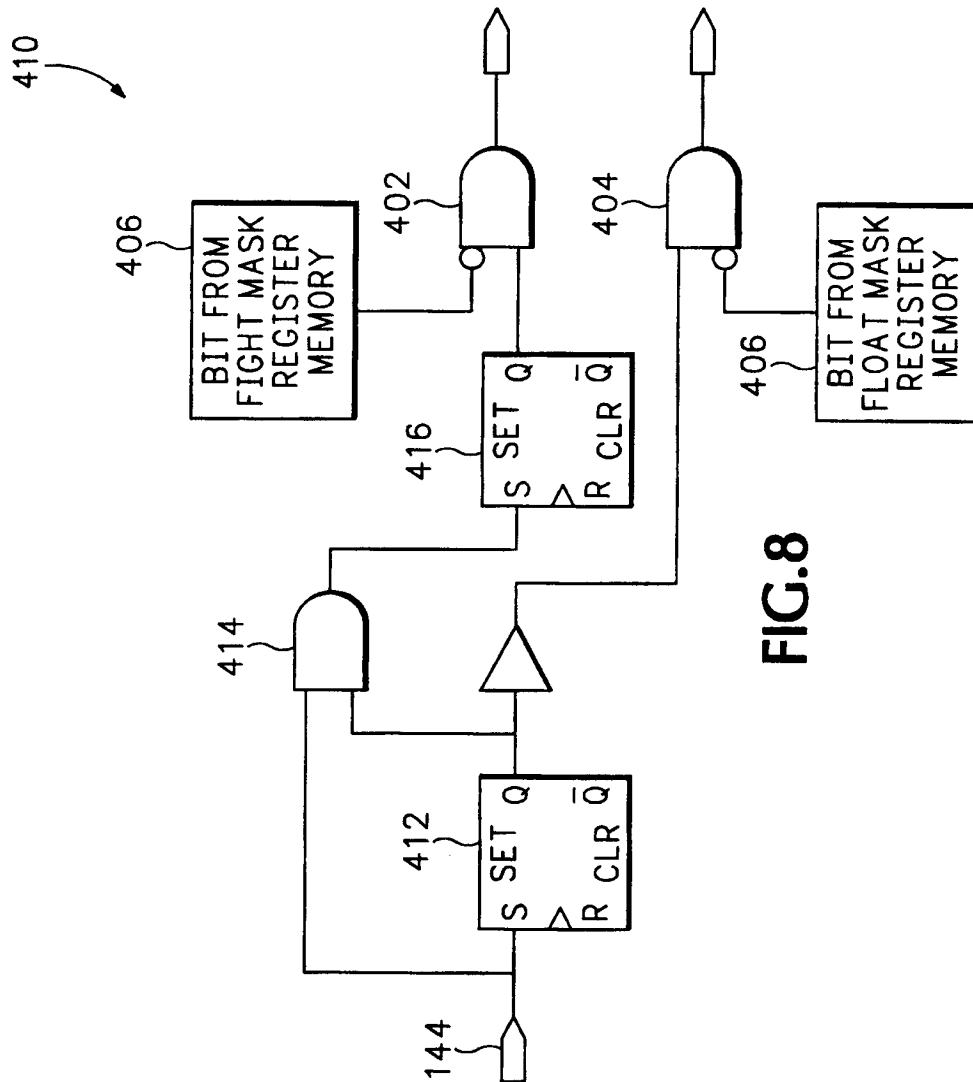 410
406
BIT FROM
FIGHT MASK
REGISTER
MEMORY
402
404
406
BIT FROM
FLOAT MASK
REGISTER
MEMORY
416
S SET Q
R CLR Q̅
414
412
S SET Q
R CLR Q̅
144
FIG.8